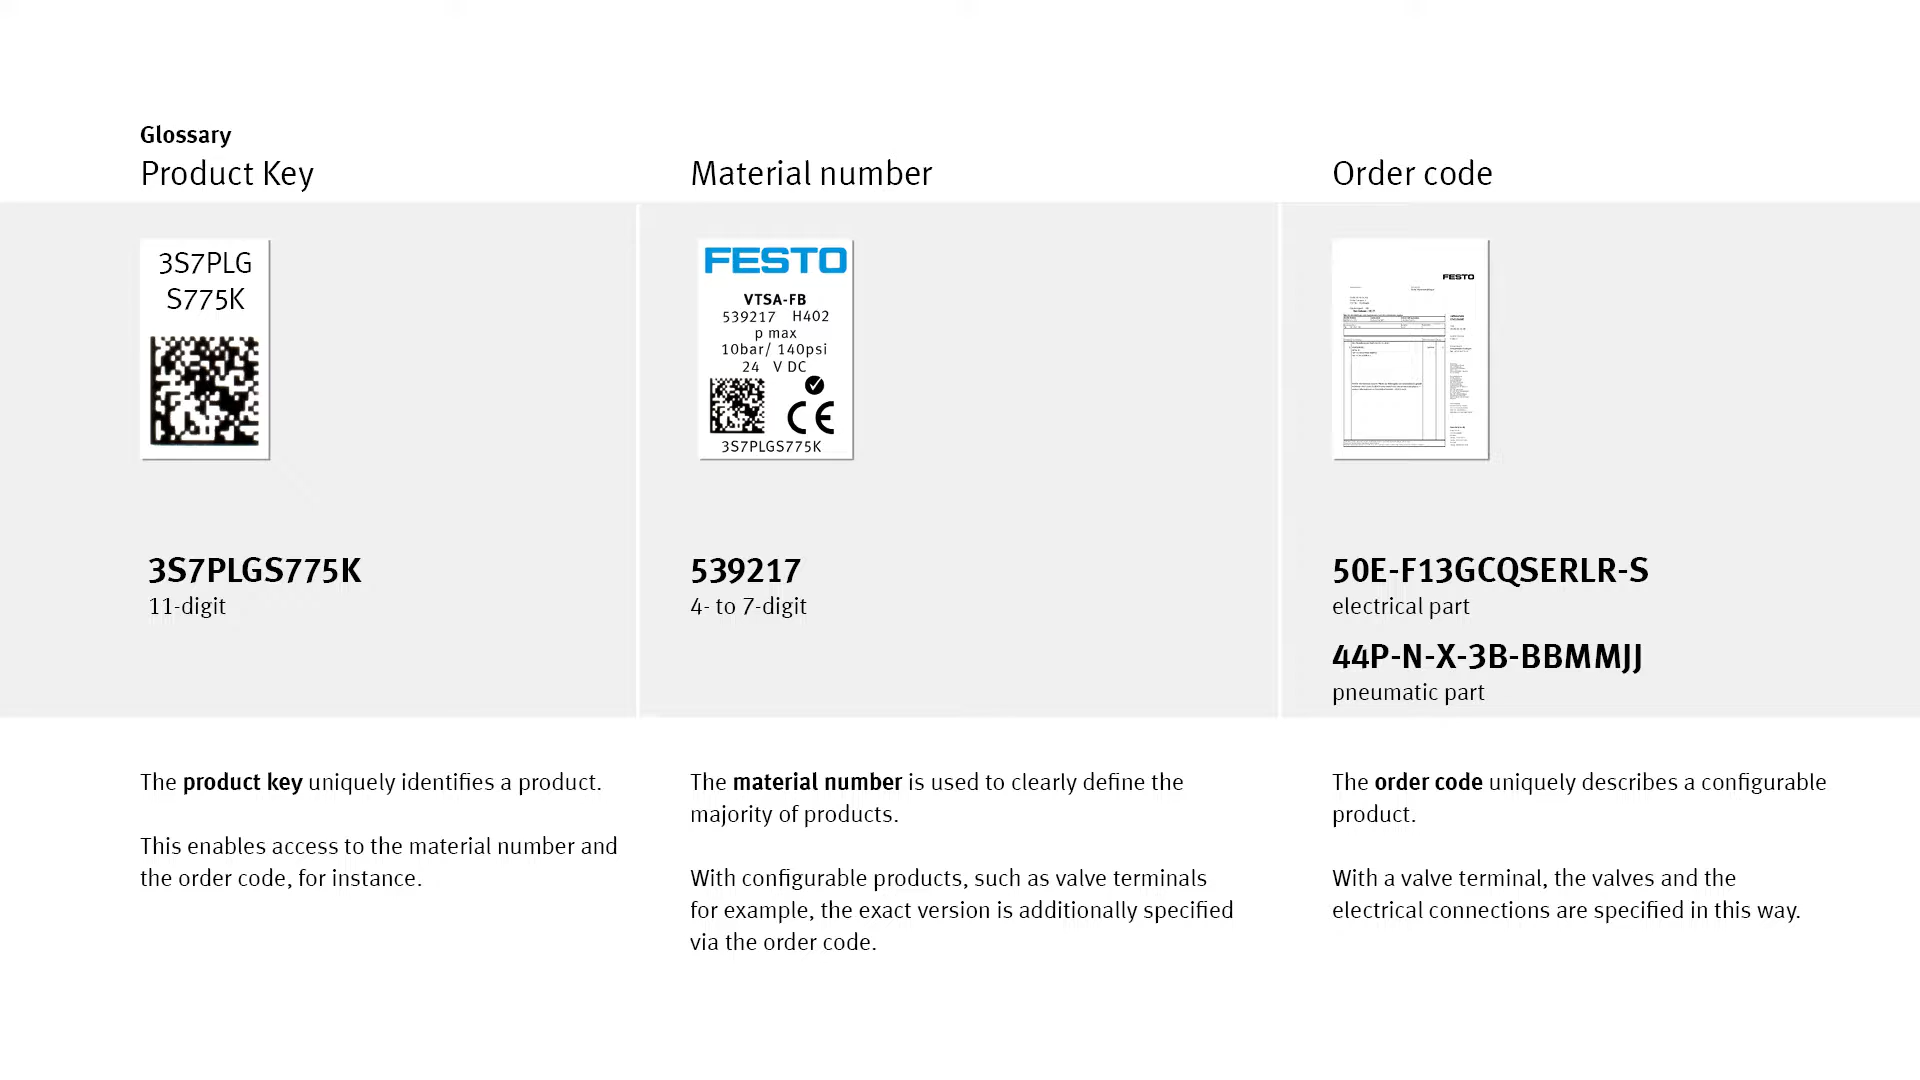 Glossary
Product Key
Material number
Order code
3S7PLG
S775K
FESTO
VTSA-FB
539217 H402
p max
10bar/ 140psi
24 V DC
CE
3S7PLGS775K
FESTO
3S7PLGS775K
11-digit
539217
4- to 7-digit
50E-F13GCQSERLR-S
electrical part
44P-N-X-3B-BBMMJJ
pneumatic part
The product key uniquely identifies a product.
This enables access to the material number and
the order code, for instance.
The material number is used to clearly define the
majority of products.
With configurable products, such as valve terminals
for example, the exact version is additionally specified
via the order code.
The order code uniquely describes a configurable
product.
With a valve terminal, the valves and the
electrical connections are specified in this way.